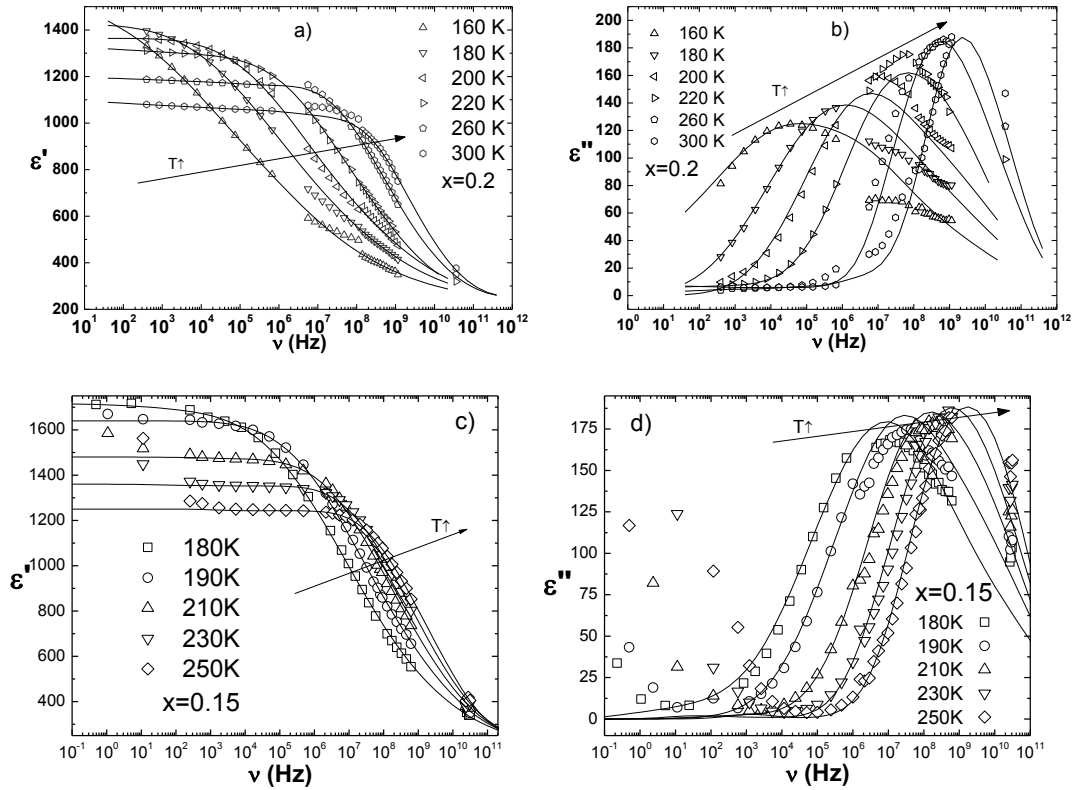 a)
1400
1200
1000
800
600
400
200
ε'
10¹ 10² 10³ 10⁴ 10⁵ 10⁶ 10⁷ 10⁸ 10⁹ 10¹⁰ 10¹¹ 10¹²
ν (Hz)
T↑
160 K
180 K
200 K
220 K
260 K
300 K
x=0.2
b)
200
180
160
140
120
100
80
60
40
20
0
ε"
10⁰ 10¹ 10² 10³ 10⁴ 10⁵ 10⁶ 10⁷ 10⁸ 10⁹ 10¹⁰ 10¹¹ 10¹²
ν (Hz)
T↑
160 K
180 K
200 K
220 K
260 K
300 K
x=0.2
c)
1600
1400
1200
1000
800
600
400
ε'
10⁻¹ 10⁰ 10¹ 10² 10³ 10⁴ 10⁵ 10⁶ 10⁷ 10⁸ 10⁹ 10¹⁰ 10¹¹
ν (Hz)
T↑
180K
190K
210K
230K
250K
x=0.15
d)
175
150
125
100
75
50
25
0
ε"
10⁻¹ 10⁰ 10¹ 10² 10³ 10⁴ 10⁵ 10⁶ 10⁷ 10⁸ 10⁹ 10¹⁰ 10¹¹
ν (Hz)
T↑
x=0.15
180K
190K
210K
230K
250K